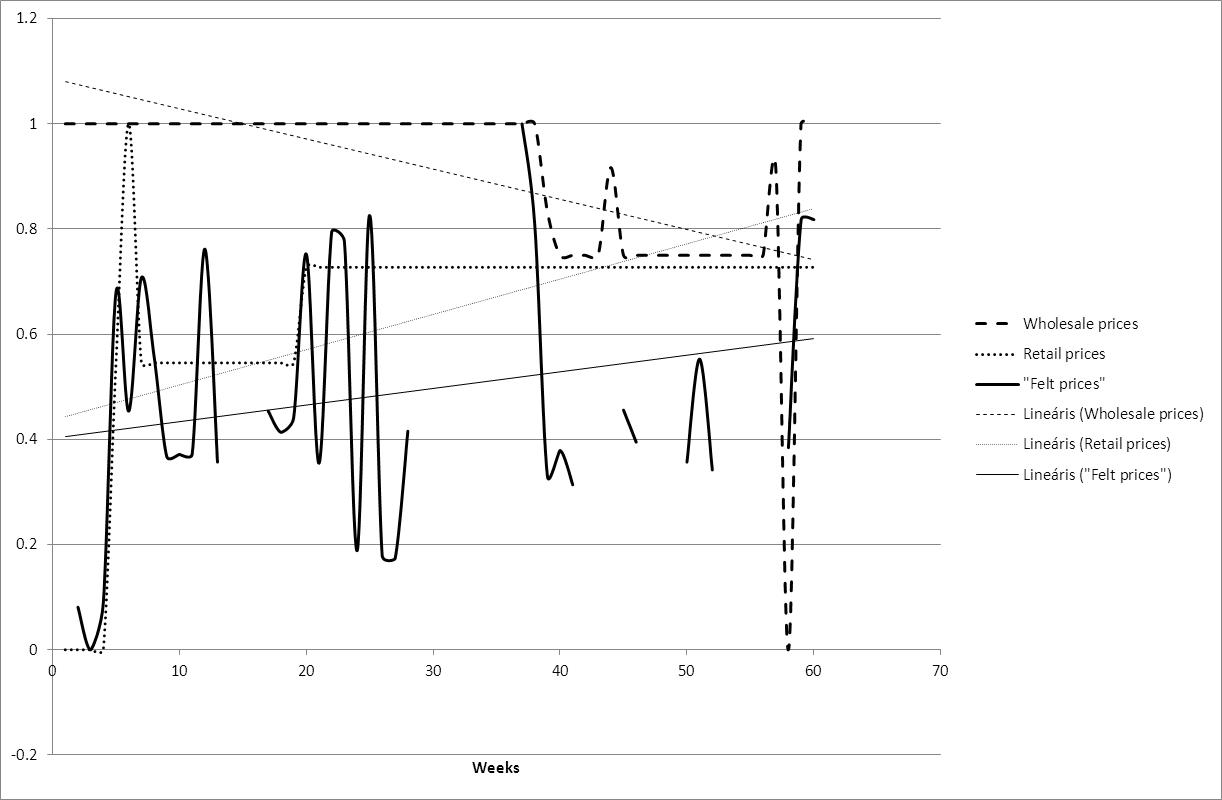 1.2
1
0.8
0.6
0.4
0.2
0
-0.2
0 10 20 30 40 50 60 70
Weeks
Wholesale prices
Retail prices
"Felt prices"
Lineáris (Wholesale prices)
Lineáris (Retail prices)
Lineáris ("Felt prices")